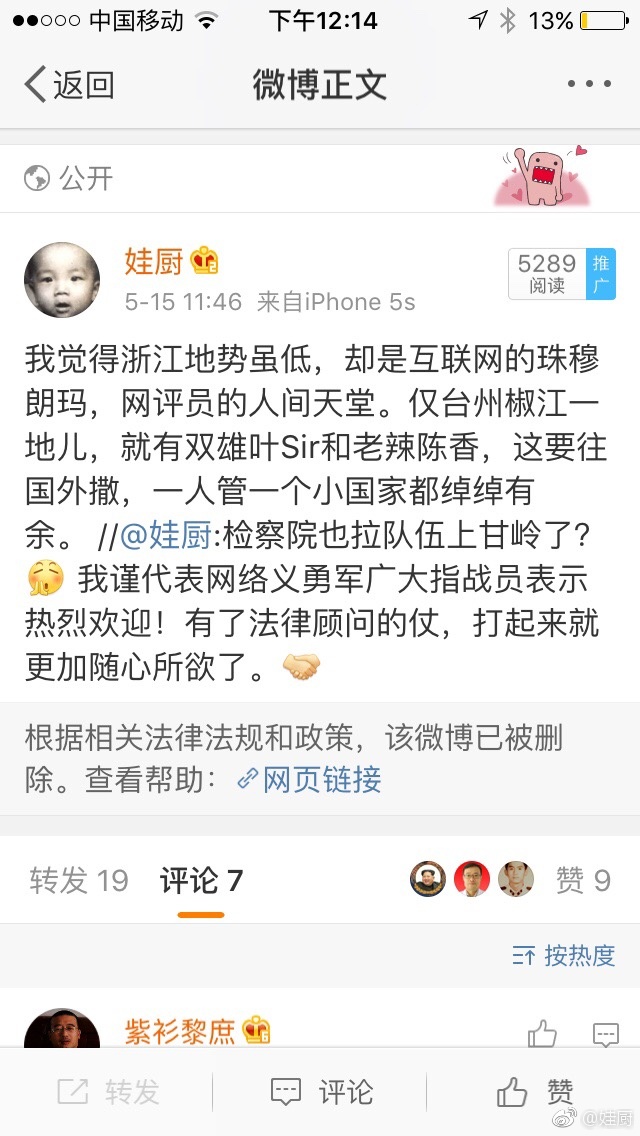 中国移动 下午12:14 13%
返回 微博正文
公开
娃厨
5-15 11:46 来自iPhone 5s
5289 阅读 推广
我觉得浙江地势虽低，却是互联网的珠穆
朗玛，网评员的人间天堂。仅台州椒江一
地儿，就有双雄叶Sir和老辣陈香，这要往
国外撒，一人管一个小国家都绰绰有
余。 //@娃厨:检察院也拉队伍上甘岭了?
我谨代表网络义勇军广大指战员表示
热烈欢迎！有了法律顾问的仗，打起来就
更加随心所欲了。
根据相关法律法规和政策，该微博已被删
除。查看帮助：网页链接
转发 19 评论 7 赞 9
按热度
紫衫黎庶
转发 评论 赞
@娃厨